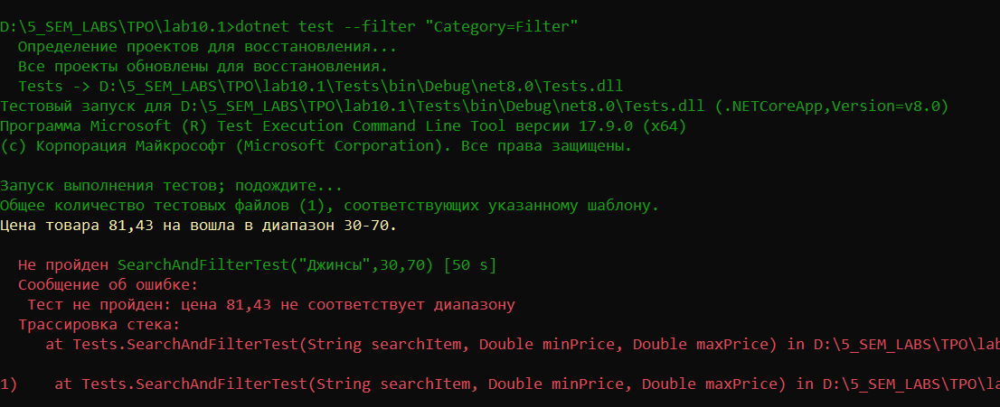 D:\5_SEM_LABS\TPO\lab10.1>dotnet test --filter "Category=Filter"
Определение проектов для восстановления...
Все проекты обновлены для восстановления.
Tests -> D:\5_SEM_LABS\TPO\lab10.1\Tests\bin\Debug\net8.0\Tests.dll
Тестовый запуск для D:\5_SEM_LABS\TPO\lab10.1\Tests\bin\Debug\net8.0\Tests.dll (.NETCoreApp,Version=v8.0)
Программа Microsoft (R) Test Execution Command Line Tool версии 17.9.0 (x64)
(c) Корпорация Майкрософт (Microsoft Corporation). Все права защищены.
Запуск выполнения тестов; подождите...
Общее количество тестовых файлов (1), соответствующих указанному шаблону.
Цена товара 81,43 на вошла в диапазон 30-70.
Не пройден SearchAndFilterTest("Джинсы",30,70) [50 s]
Сообщение об ошибке:
Тест не пройден: цена 81,43 не соответствует диапазону
Трассировка стека:
at Tests.SearchAndFilterTest(String searchItem, Double minPrice, Double maxPrice) in D:\5_SEM_LABS\TPO\lab
1) at Tests.SearchAndFilterTest(String searchItem, Double minPrice, Double maxPrice) in D:\5_SEM_LABS\TPO\